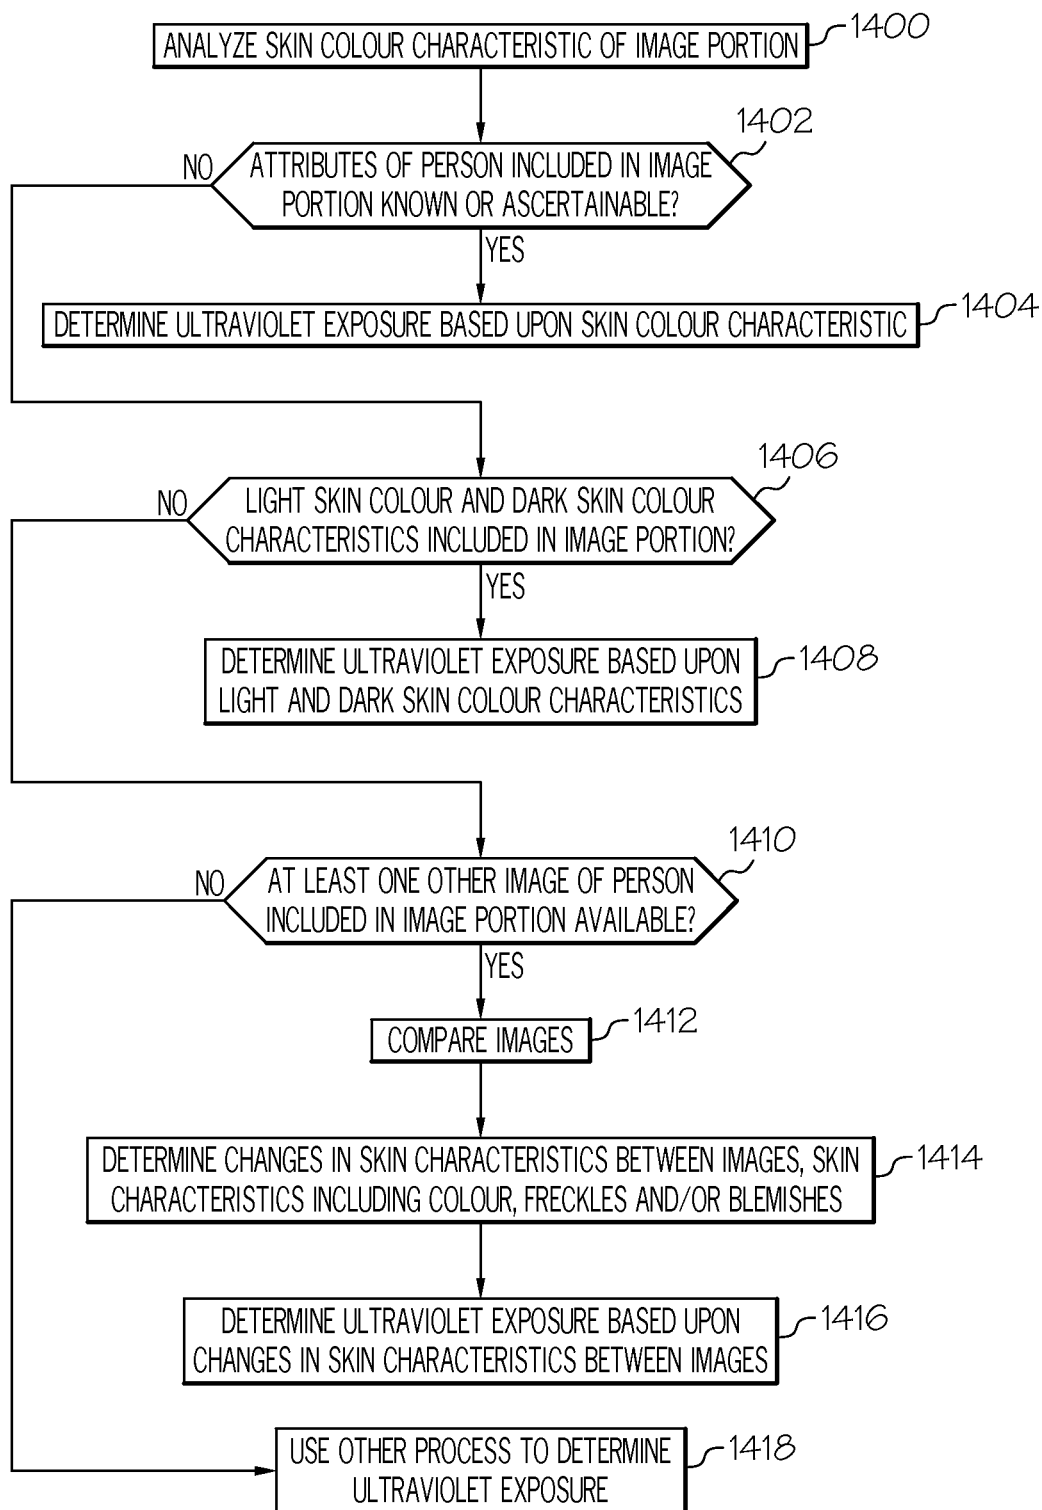 1400
ANALYZE SKIN COLOUR CHARACTERISTIC OF IMAGE PORTION
1402
NO
ATTRIBUTES OF PERSON INCLUDED IN IMAGE
PORTION KNOWN OR ASCERTAINABLE?
YES
1404
DETERMINE ULTRAVIOLET EXPOSURE BASED UPON SKIN COLOUR CHARACTERISTIC
1406
NO
LIGHT SKIN COLOUR AND DARK SKIN COLOUR
CHARACTERISTICS INCLUDED IN IMAGE PORTION?
YES
1408
DETERMINE ULTRAVIOLET EXPOSURE BASED UPON
LIGHT AND DARK SKIN COLOUR CHARACTERISTICS
1410
NO
AT LEAST ONE OTHER IMAGE OF PERSON
INCLUDED IN IMAGE PORTION AVAILABLE?
YES
1412
COMPARE IMAGES
1414
DETERMINE CHANGES IN SKIN CHARACTERISTICS BETWEEN IMAGES, SKIN
CHARACTERISTICS INCLUDING COLOUR, FRECKLES AND/OR BLEMISHES
1416
DETERMINE ULTRAVIOLET EXPOSURE BASED UPON
CHANGES IN SKIN CHARACTERISTICS BETWEEN IMAGES
1418
USE OTHER PROCESS TO DETERMINE
ULTRAVIOLET EXPOSURE